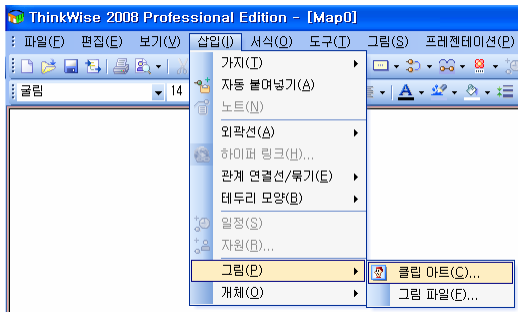 ThinkWise 2008 Professional Edition - [Map0]
파일(F) 편집(E) 보기(V) 삽입(I) 서식(O) 도구(T) 그림(S) 프레젠테이션(P)
굴림 14
가지(I)
자동 붙여넣기(A)
노트(N)
외곽선(A)
하이퍼 링크(H)...
관계 연결선/묶기(E)
테두리 모양(B)
일정(S)
자원(R)...
그림(P)
개체(O)
클립 아트(C)...
그림 파일(F)...